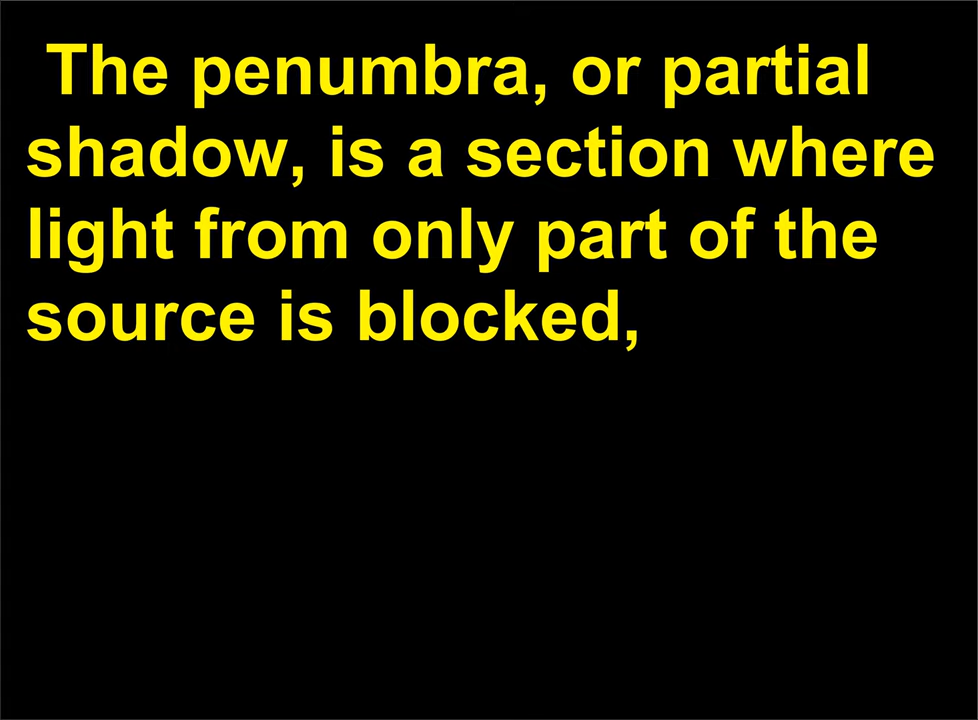 The penumbra, or partial
shadow, is a section where
light from only part of the
source is blocked,